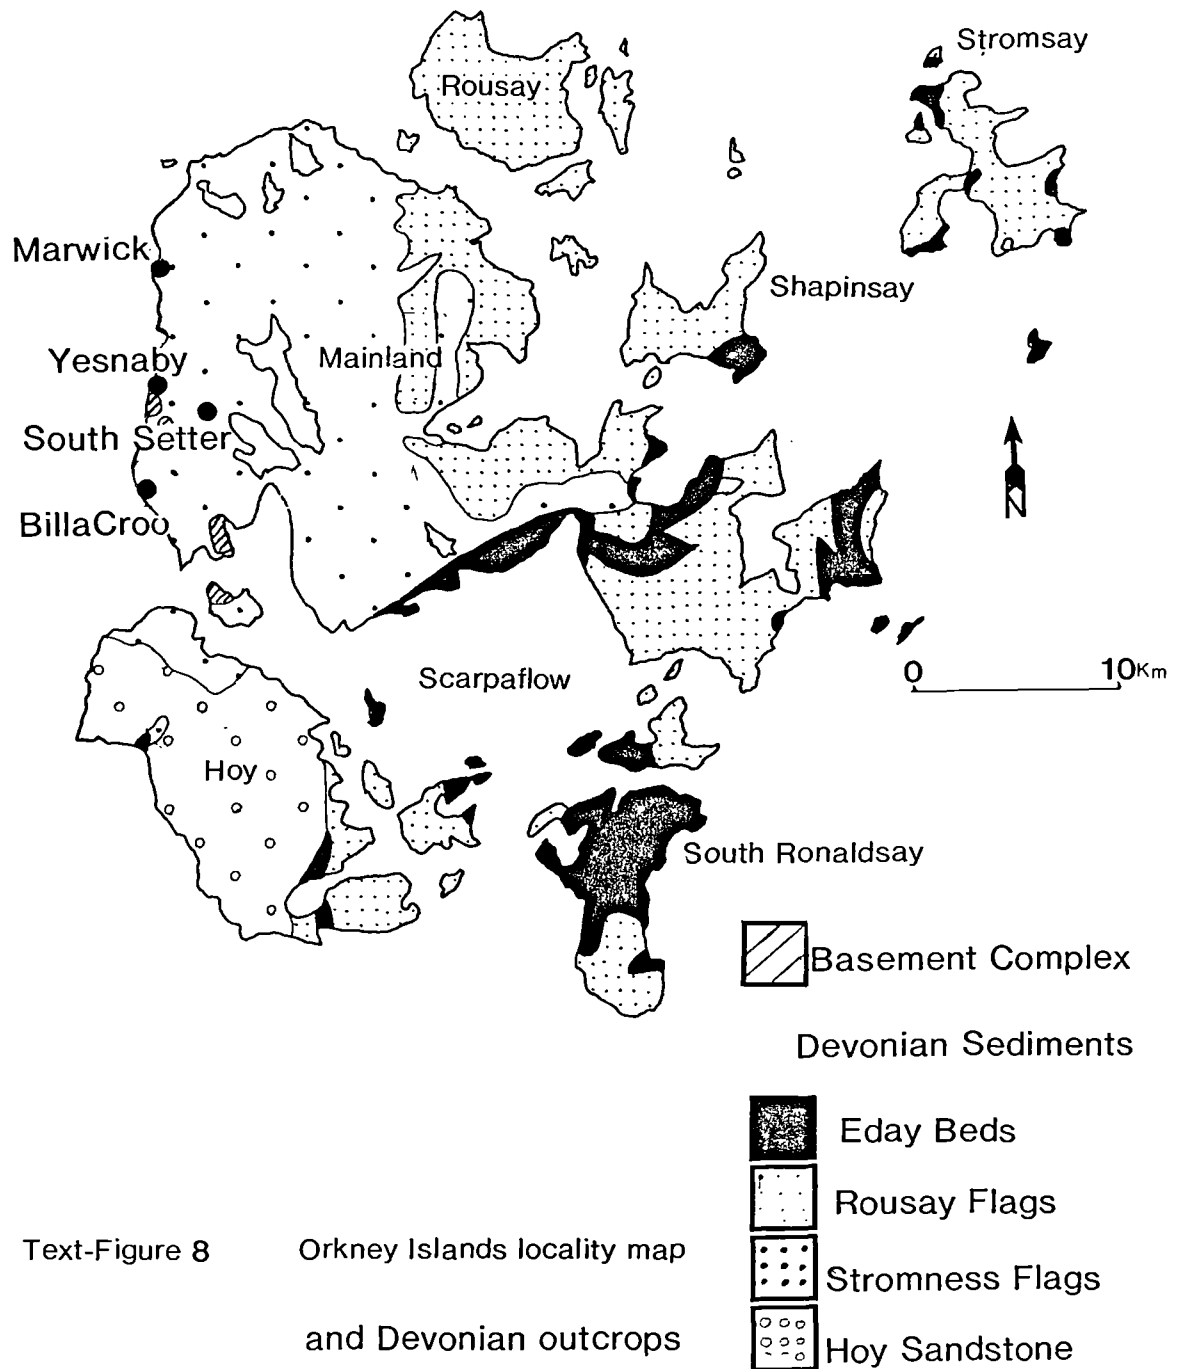 Stromsay
Rousay
Marwick
Shapinsay
Yesnaby
Mainland
South Setter
BillaCroo
N
Scarpaflow
0 10Km
Hoy
South Ronaldsay
Basement Complex
Devonian Sediments
Eday Beds
Rousay Flags
Stromness Flags
Hoy Sandstone
Text-Figure 8 Orkney Islands locality map
and Devonian outcrops